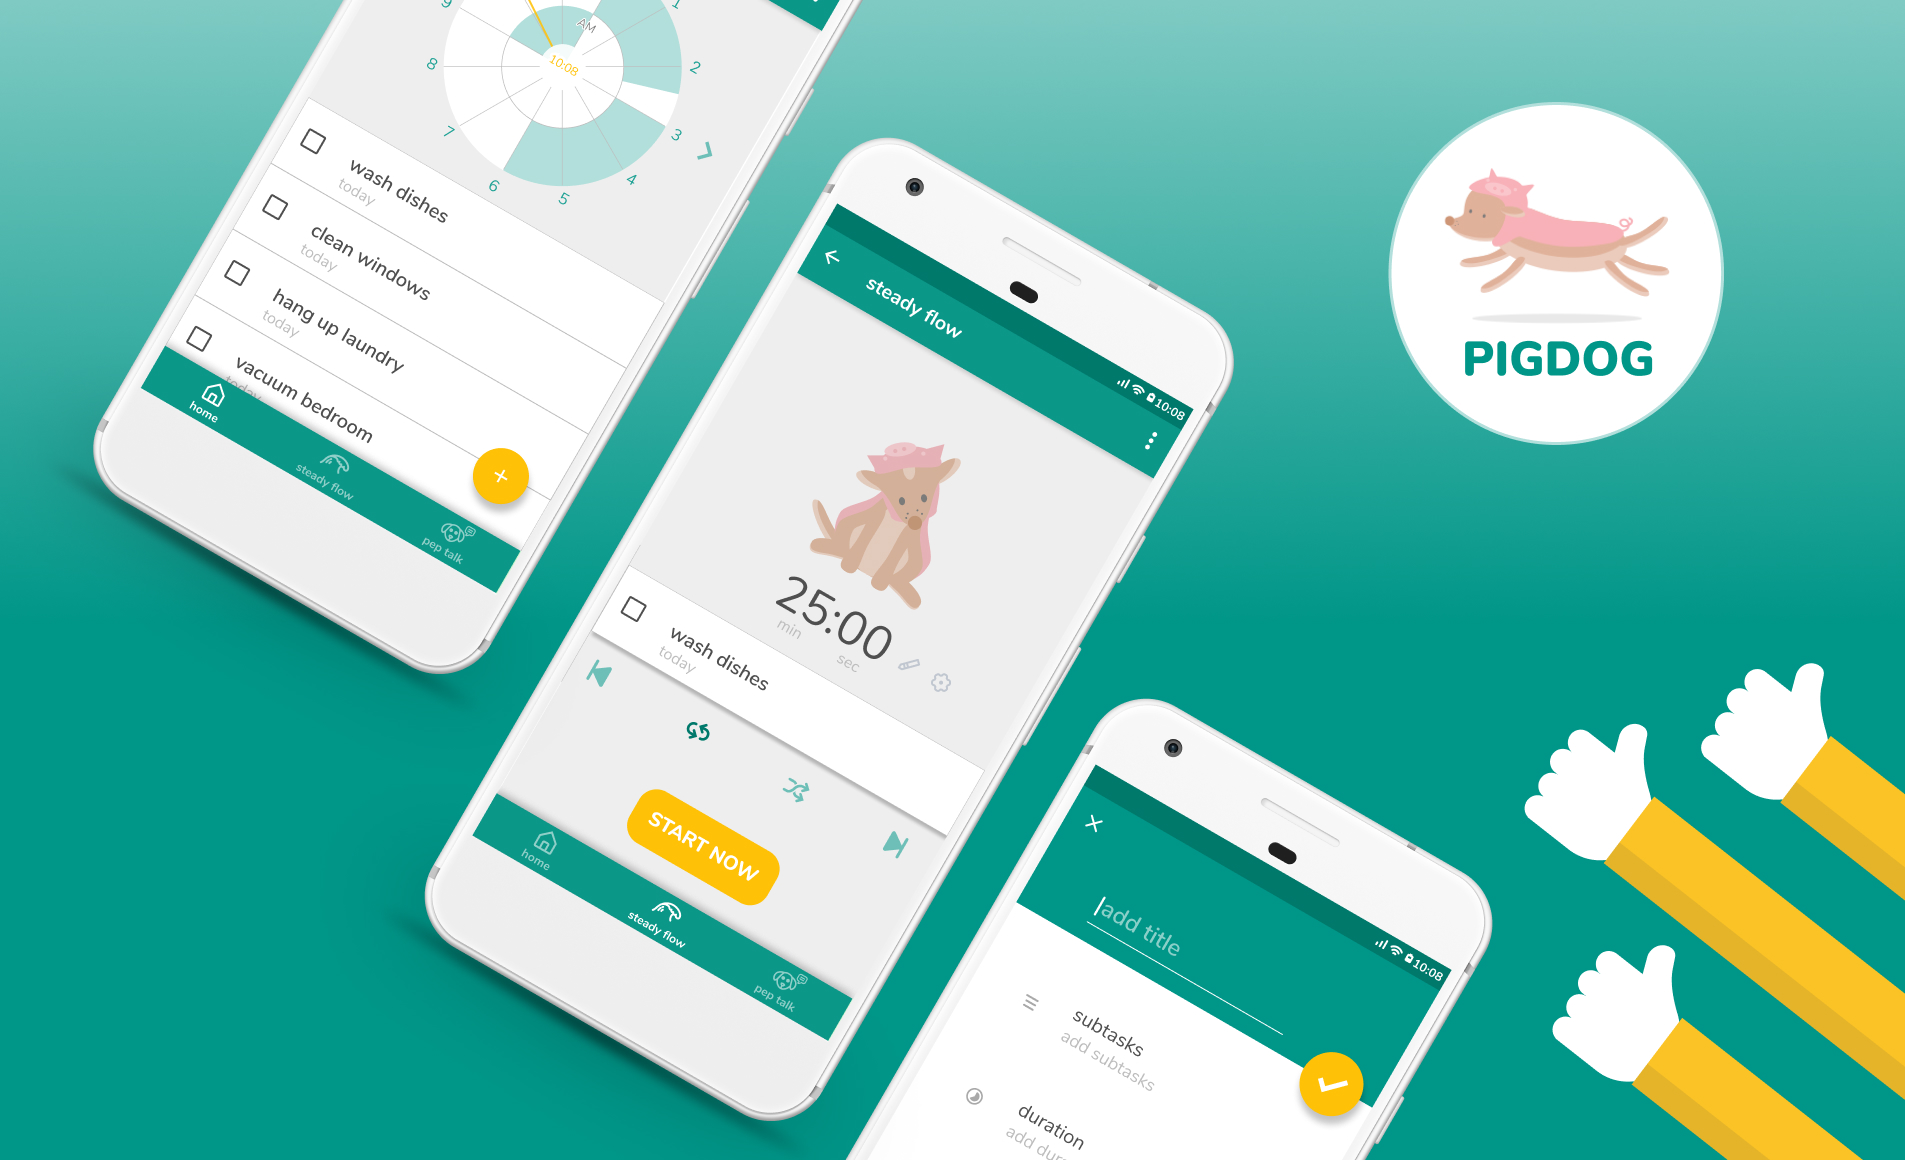 9
AM
1
10:08
8
2
7
3
6
5
4
wash dishes
today
clean windows
today
hang up laundry
today
vacuum bedroom
today
home
steady flow
pep talk
+
steady flow
10:08
25:00
min
sec
wash dishes
today
START NOW
home
steady flow
pep talk
10:08
add title
subtasks
add subtasks
duration
PIGDOG